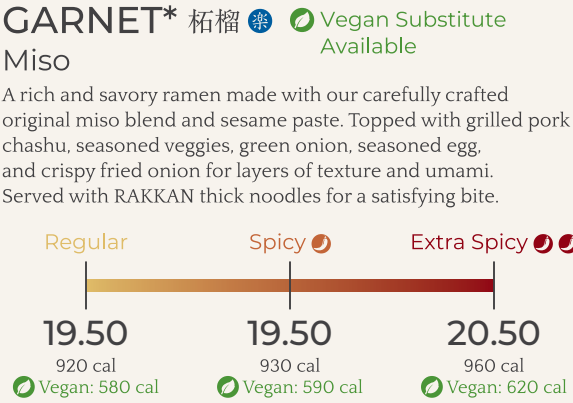 GARNET* 柘榴 楽 Vegan Substitute
Available
Miso
A rich and savory ramen made with our carefully crafted
original miso blend and sesame paste. Topped with grilled pork
chashu, seasoned veggies, green onion, seasoned egg,
and crispy fried onion for layers of texture and umami.
Served with RAKKAN thick noodles for a satisfying bite.
Regular Spicy Extra Spicy
19.50 19.50 20.50
920 cal 930 cal 960 cal
Vegan: 580 cal Vegan: 590 cal Vegan: 620 cal